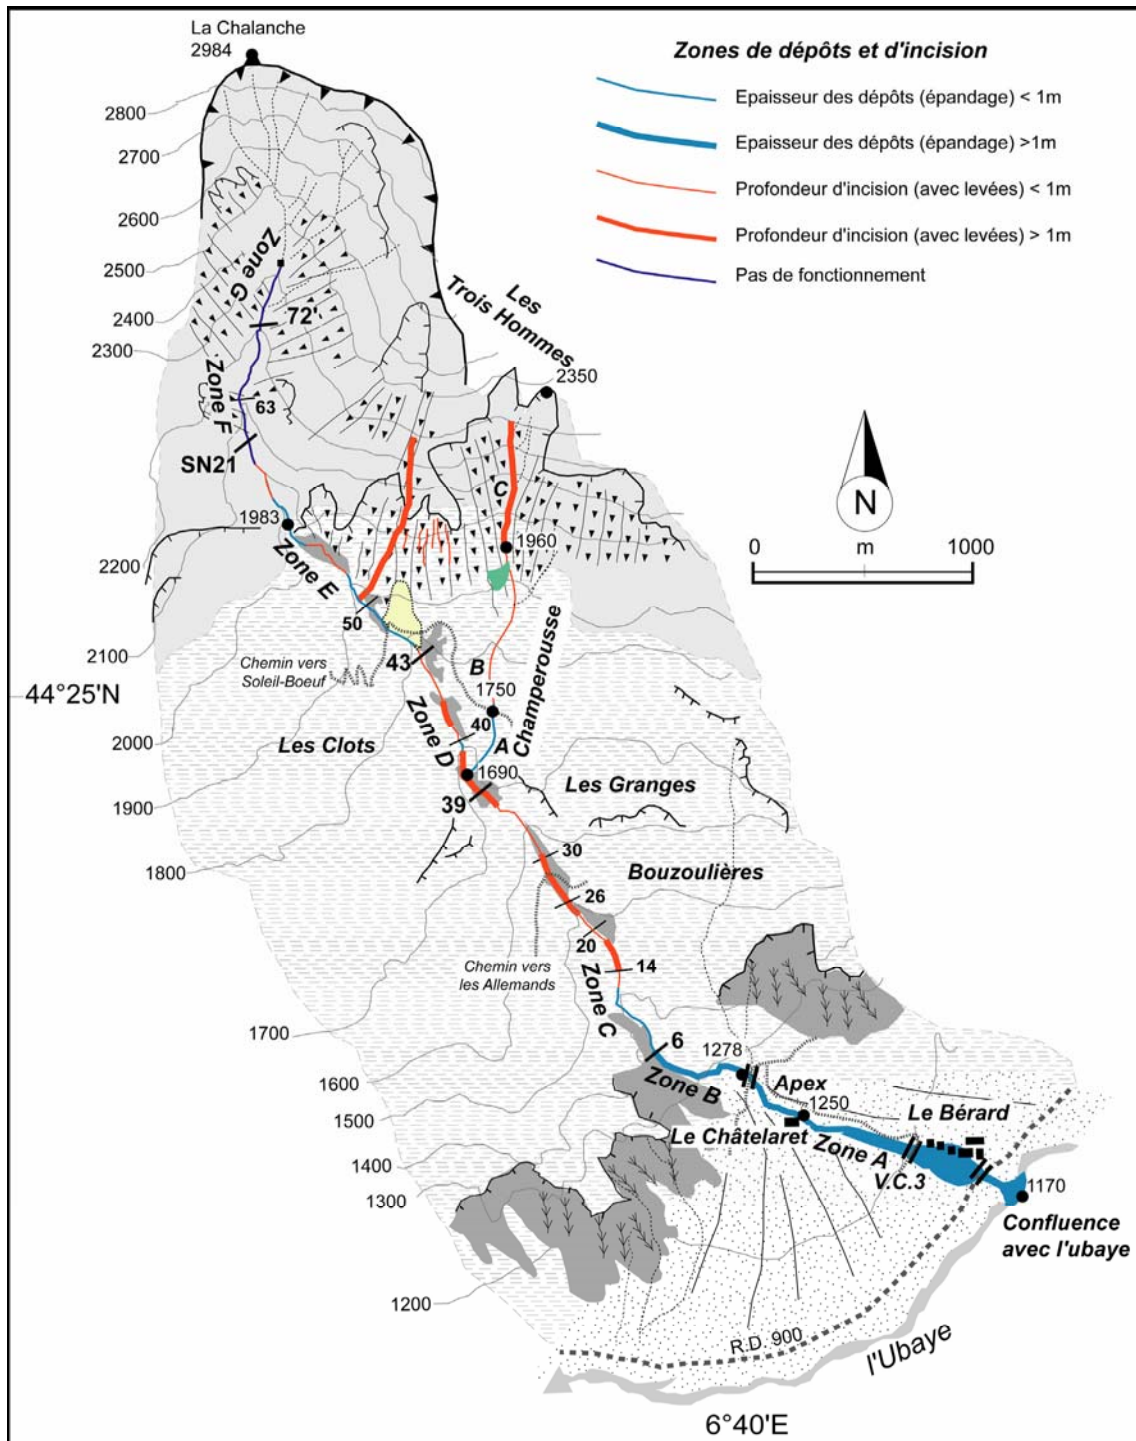 La Chalanche
2984
Zones de dépôts et d'incision
Epaisseur des dépôts (épandage) < 1m
Epaisseur des dépôts (épandage) >1m
Profondeur d'incision (avec levées) < 1m
Profondeur d'incision (avec levées) > 1m
Pas de fonctionnement
2800
2700
2600
2500
2400
2300
Zone G
72'
Les
Trois Hommes
2350
Zone F
63
SN21
C
1983
1960
N
0 m 1000
2200
Zone E
50
2100
43
Chemin vers
Soleil-Boeuf
B
1750
Champerousse
44°25'N
Zone D
40
A
2000
Les Clots
1690
39
Les Granges
1900
1800
30
Bouzoulières
26
20
14
Chemin vers
les Allemands
Zone C
1700
6
1278
Zone B
Apex
1250
1600
Le Bérard
1500
Le Châtelaret
Zone A
V.C.3
1400
1300
1170
Confluence
avec l'ubaye
1200
R.D. 900
l'Ubaye
6°40'E